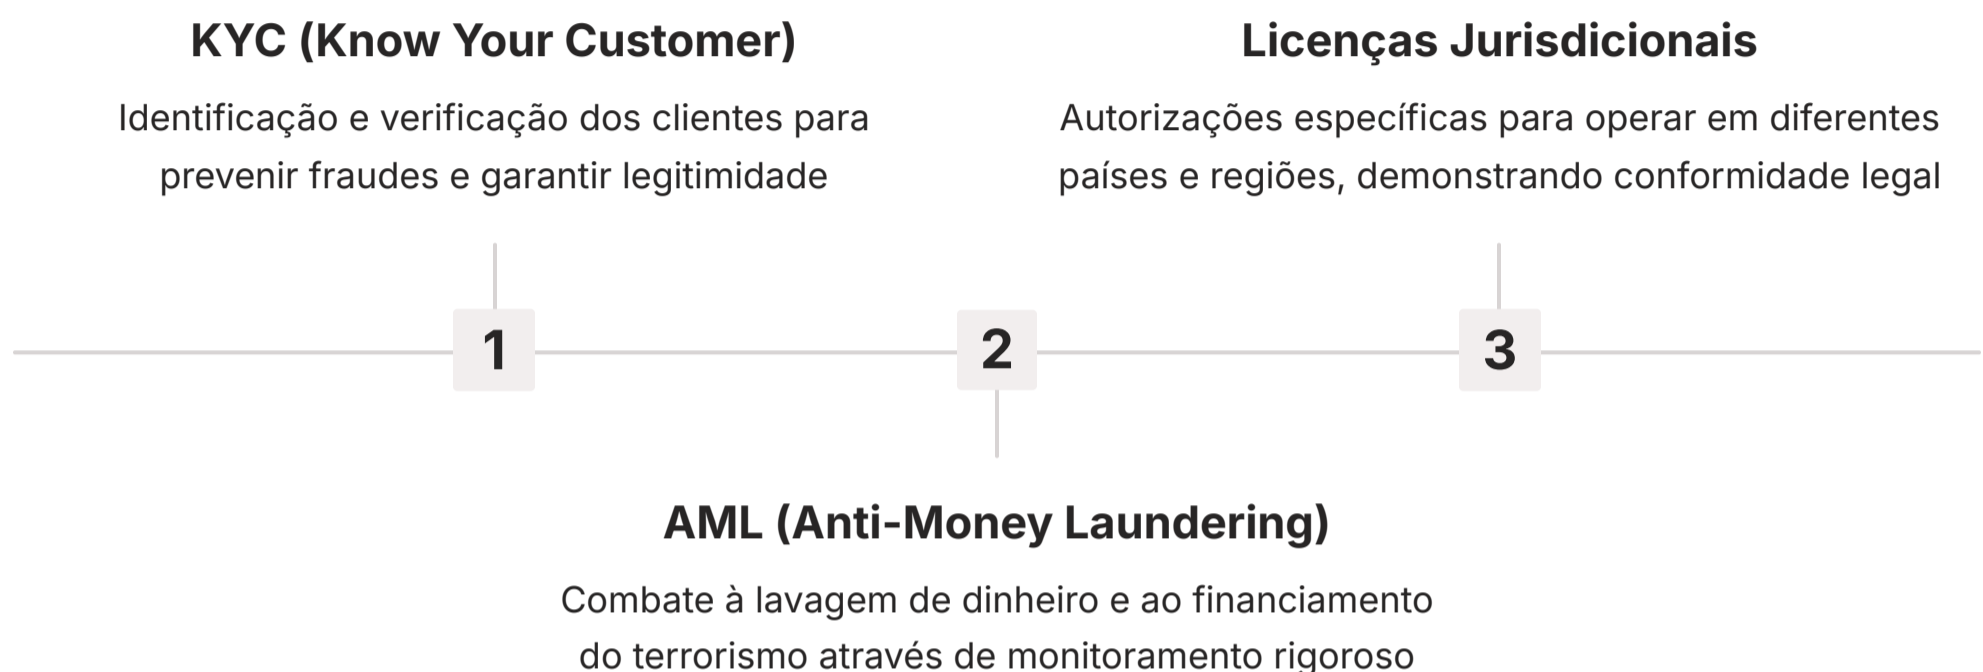 KYC (Know Your Customer)
Identificação e verificação dos clientes para
prevenir fraudes e garantir legitimidade
Licenças Jurisdicionais
Autorizações específicas para operar em diferentes
países e regiões, demonstrando conformidade legal
1
2
3
AML (Anti-Money Laundering)
Combate à lavagem de dinheiro e ao financiamento
do terrorismo através de monitoramento rigoroso